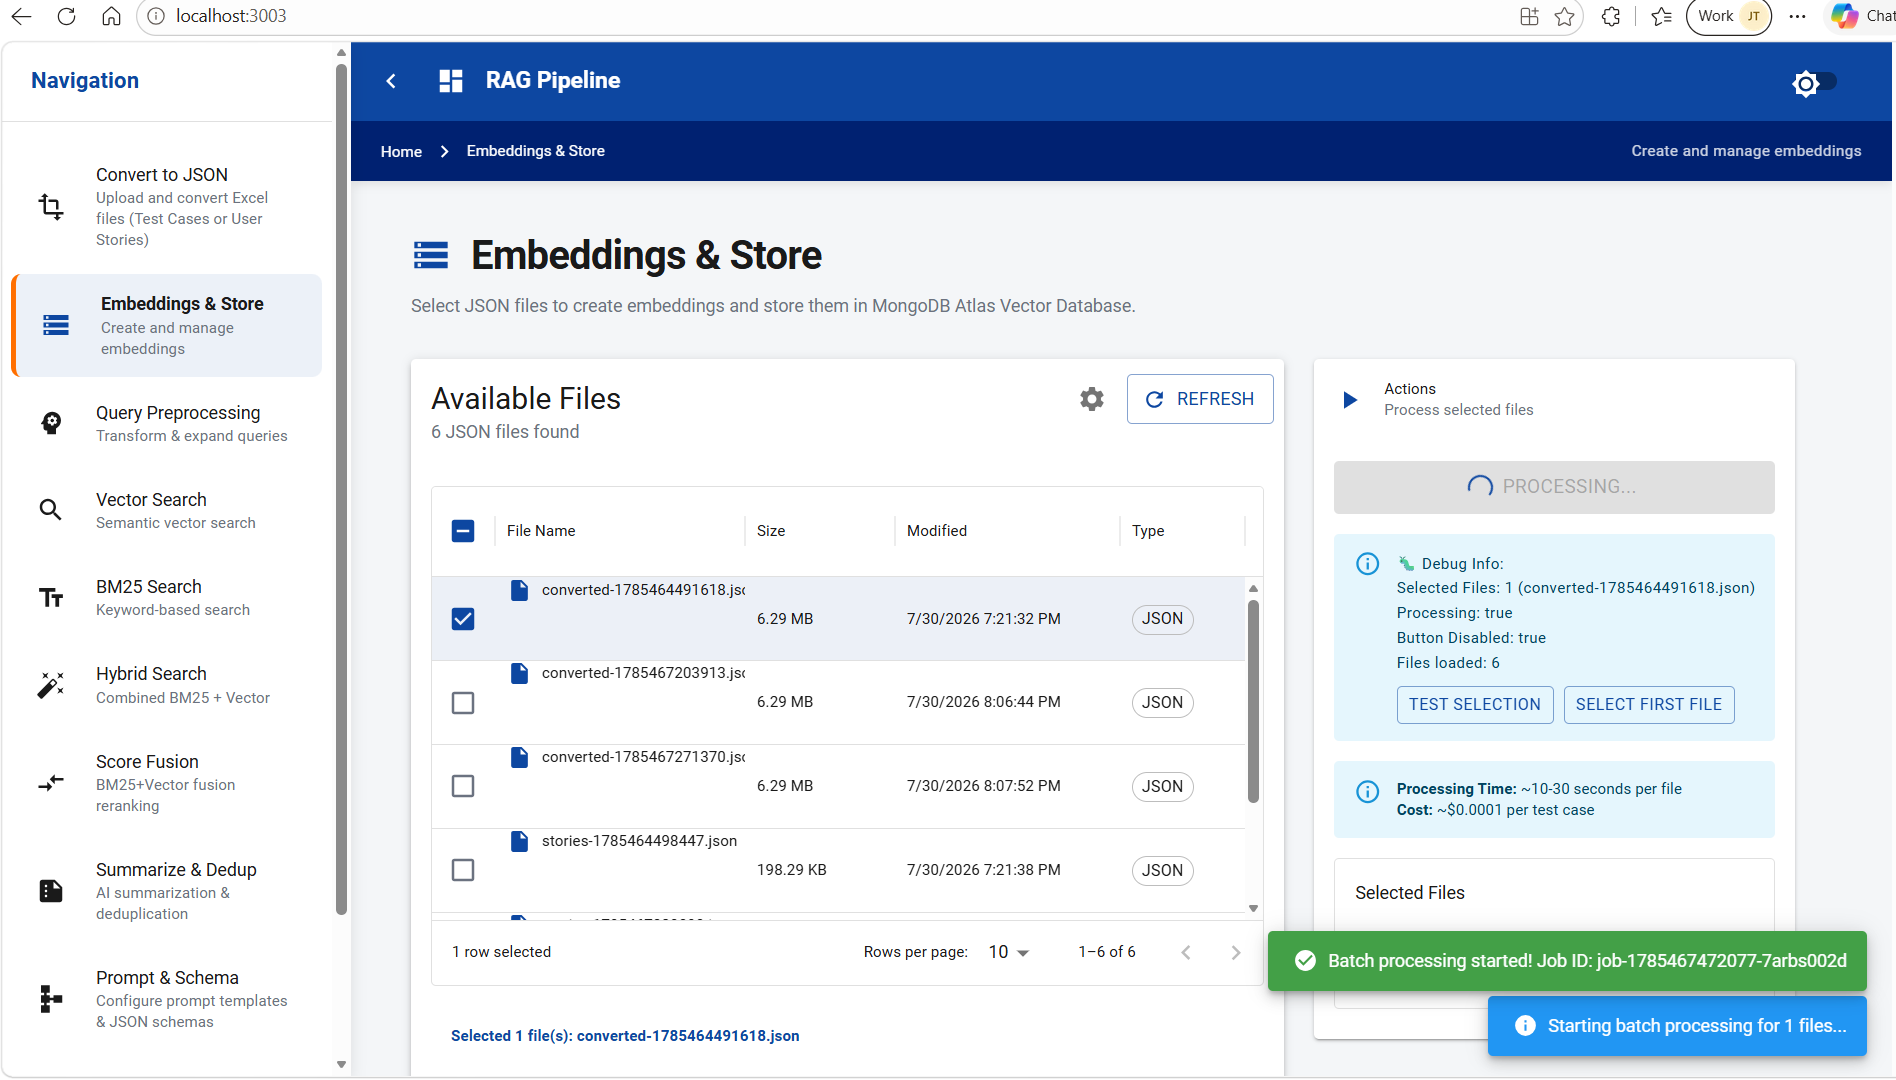 localhost:3003
Work
JT
Chat
Navigation
Convert to JSON
Upload and convert Excel
files (Test Cases or User
Stories)
Embeddings & Store
Create and manage
embeddings
Query Preprocessing
Transform & expand queries
Vector Search
Semantic vector search
BM25 Search
Keyword-based search
Hybrid Search
Combined BM25 + Vector
Score Fusion
BM25+Vector fusion
reranking
Summarize & Dedup
AI summarization &
deduplication
Prompt & Schema
Configure prompt templates
& JSON schemas
RAG Pipeline
Home
Embeddings & Store
Create and manage embeddings
Embeddings & Store
Select JSON files to create embeddings and store them in MongoDB Atlas Vector Database.
Available Files
6 JSON files found
REFRESH
File Name Size Modified Type
converted-1785464491618.jsc
6.29 MB 7/30/2026 7:21:32 PM JSON
converted-1785467203913.jsc
6.29 MB 7/30/2026 8:06:44 PM JSON
converted-1785467271370.jsc
6.29 MB 7/30/2026 8:07:52 PM JSON
stories-1785464498447.json
198.29 KB 7/30/2026 7:21:38 PM JSON
1 row selected
Rows per page: 10
1–6 of 6
Selected 1 file(s): converted-1785464491618.json
Actions
Process selected files
PROCESSING...
🐛 Debug Info:
Selected Files: 1 (converted-1785464491618.json)
Processing: true
Button Disabled: true
Files loaded: 6
TEST SELECTION
SELECT FIRST FILE
Processing Time: ~10-30 seconds per file
Cost: ~$0.0001 per test case
Selected Files
Batch processing started! Job ID: job-1785467472077-7arbs002d
Starting batch processing for 1 files...